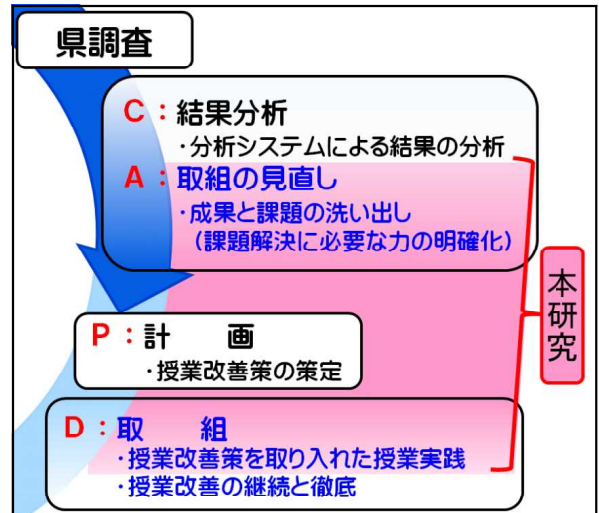 県調査
C：結果分析
・分析システムによる結果の分析
A：取組の見直し
・成果と課題の洗い出し
（課題解決に必要な力の明確化）
P：計　画
・授業改善策の策定
D：取　組
・授業改善策を取り入れた授業実践
・授業改善の継続と徹底
本研究